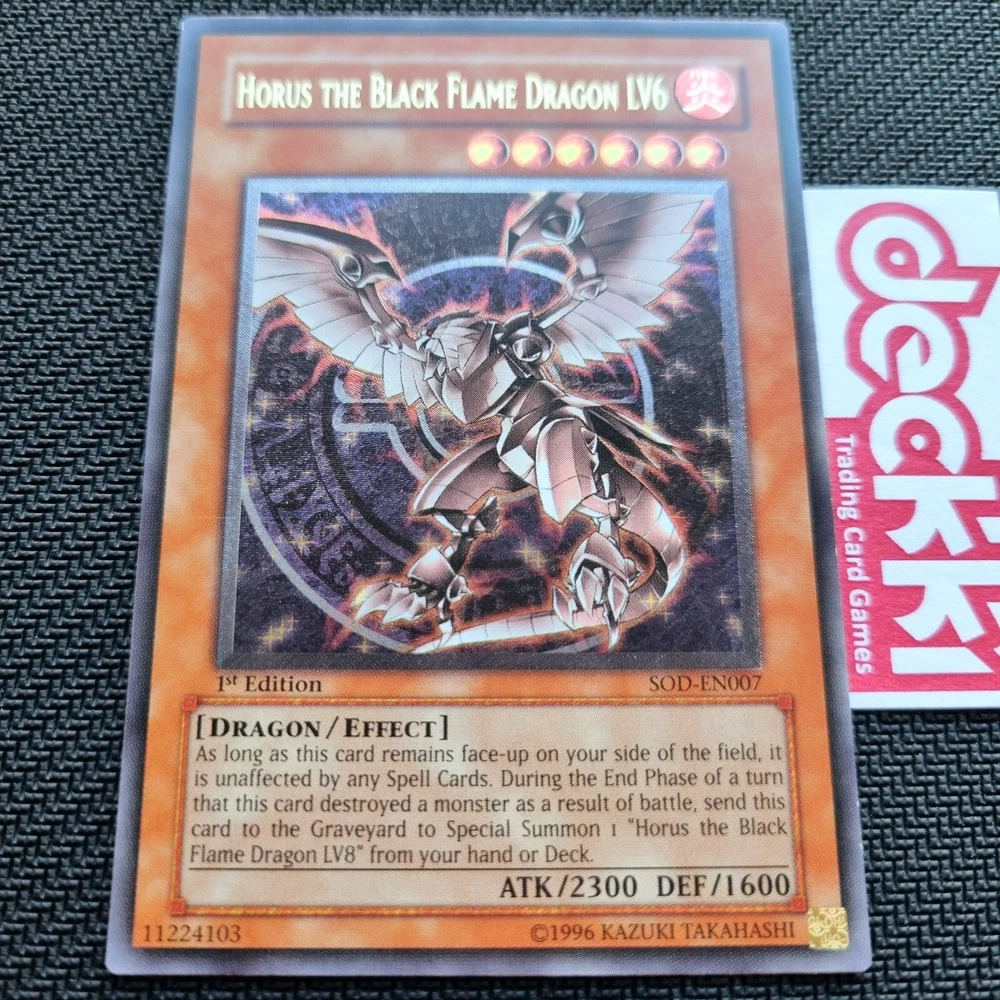 HORUS THE BLACK FLAME DRAGON LV6
FIRE
炎
1st Edition
SOD-EN007
[DRAGON/EFFECT]
As long as this card remains face-up on your side of the field, it
is unaffected by any Spell Cards. During the End Phase of a turn
that this card destroyed a monster as a result of battle, send this
card to the Graveyard to Special Summon 1 "Horus the Black
Flame Dragon LV8" from your hand or Deck.
ATK/2300 DEF/1600
11224103
©1996 KAZUKI TAKAHASHI
deckki
Trading Card Games